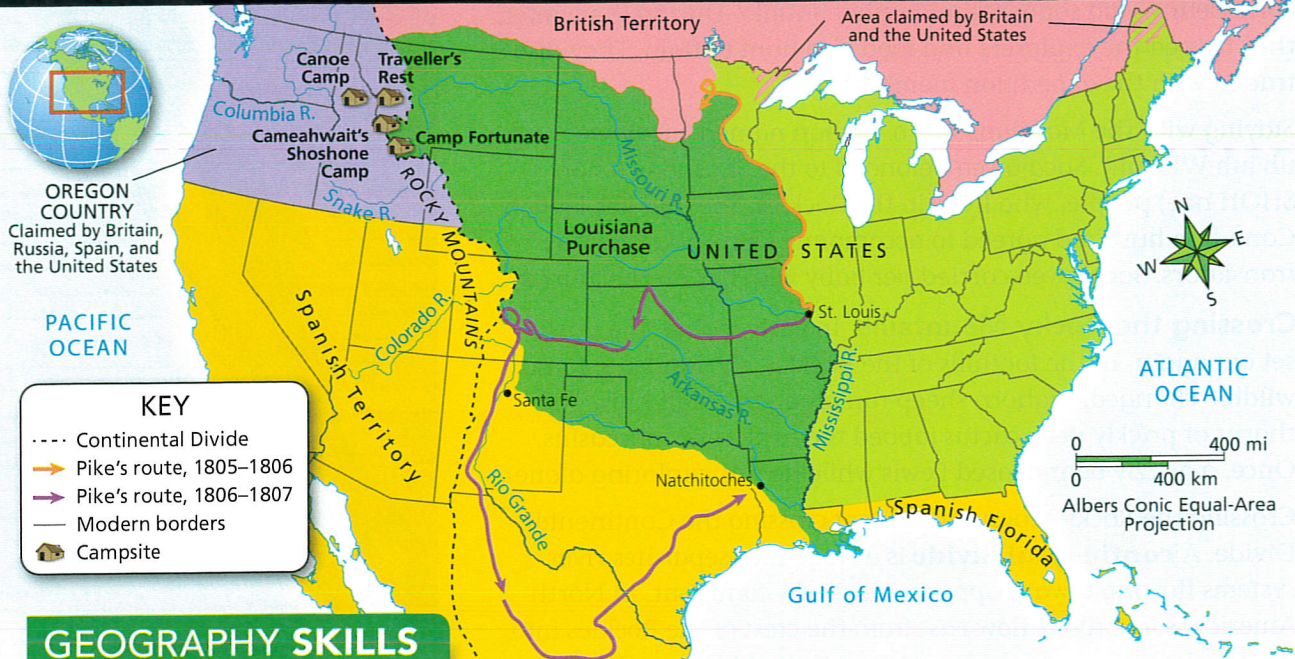 British Territory
Area claimed by Britain
and the United States
Canoe
Camp
Traveller's
Rest
Columbia R.
Cameahwait's
Shoshone
Camp
Camp Fortunate
OREGON
COUNTRY
Claimed by Britain,
Russia, Spain, and
the United States
Snake R.
ROCKY MOUNTAINS
Missouri R.
Louisiana
Purchase
UNITED STATES
N
E
W
S
PACIFIC
OCEAN
Spanish Territory
Colorado R.
St. Louis
Santa Fe
Arkansas R.
Mississippi R.
ATLANTIC
OCEAN
KEY
Continental Divide
Pike's route, 1805–1806
Pike's route, 1806–1807
Modern borders
Campsite
Rio Grande
Natchitoches
Spanish Florida
0 400 mi
0 400 km
Albers Conic Equal-Area
Projection
Gulf of Mexico
GEOGRAPHY SKILLS